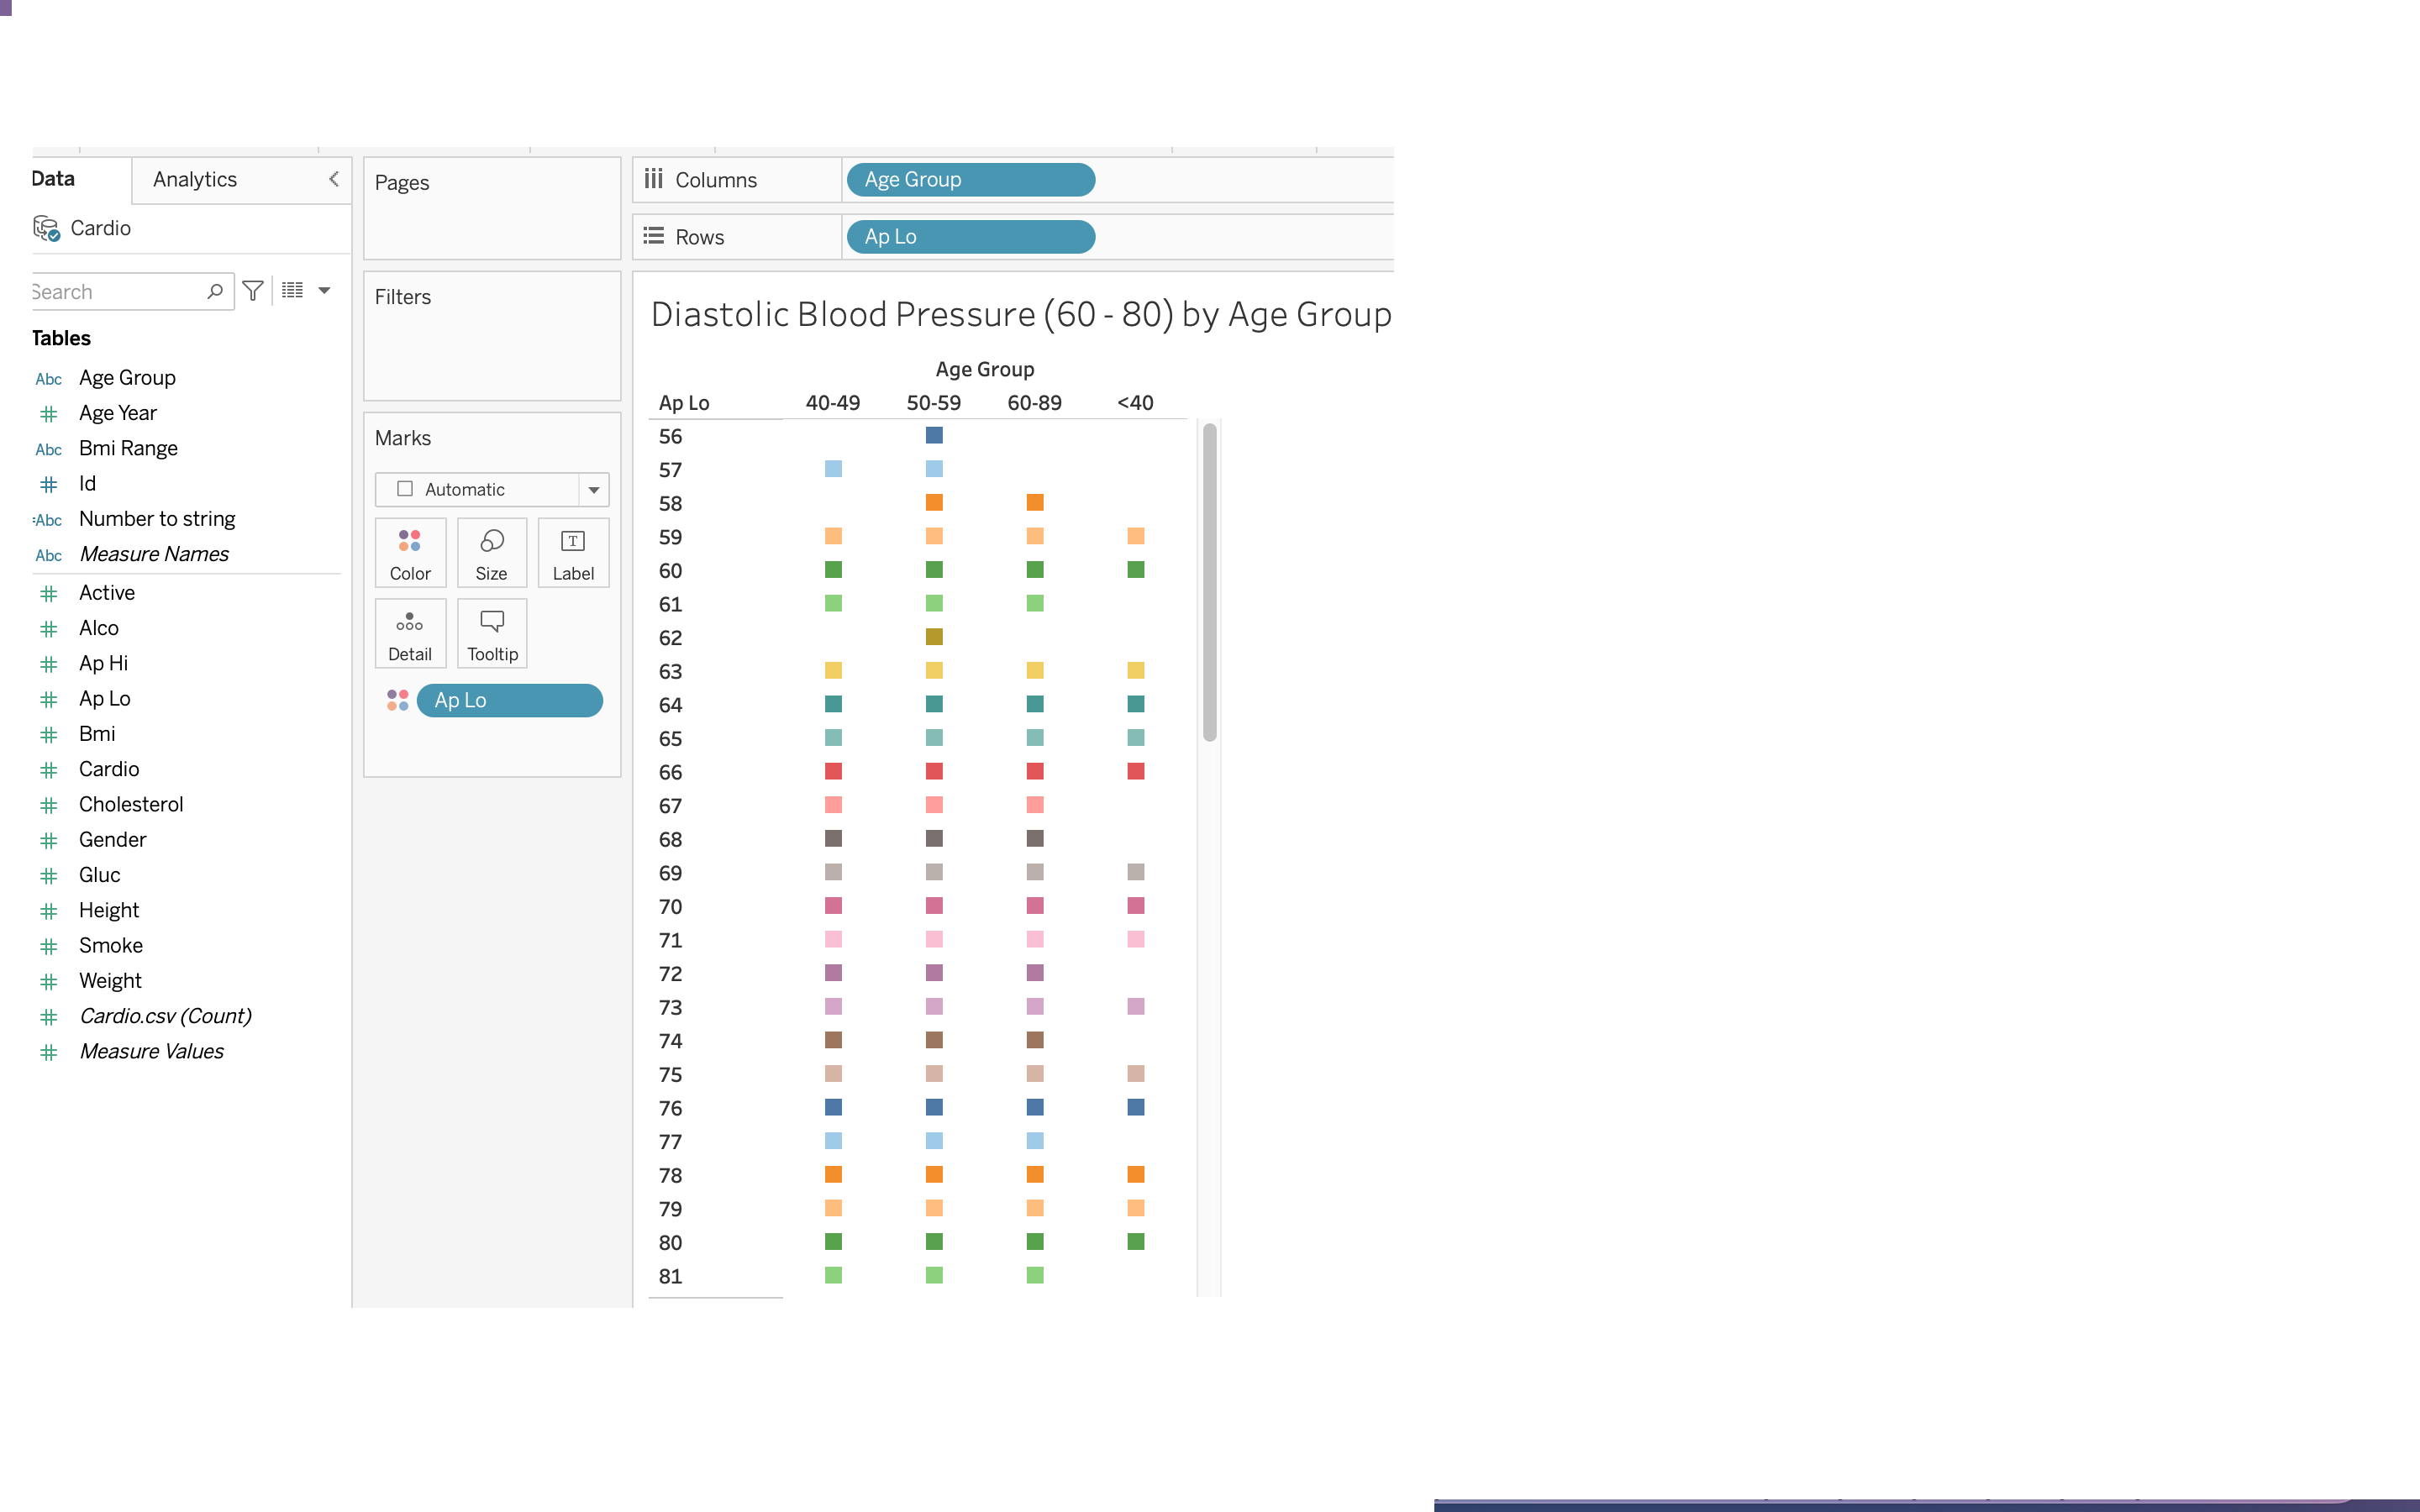 Data
Analytics
Cardio
Search
Tables
Abc Age Group
Age Year
Abc Bmi Range
Id
Abc Number to string
Abc Measure Names
Active
Alco
Ap Hi
Ap Lo
Bmi
Cardio
Cholesterol
Gender
Gluc
Height
Smoke
Weight
Cardio.csv (Count)
Measure Values
Pages
Filters
Marks
Automatic
Color Size Label
Detail Tooltip
Ap Lo
Columns Age Group
Rows Ap Lo
Diastolic Blood Pressure (60 - 80) by Age Group
Age Group
Ap Lo 40-49 50-59 60-89 <40
56
57
58
59
60
61
62
63
64
65
66
67
68
69
70
71
72
73
74
75
76
77
78
79
80
81